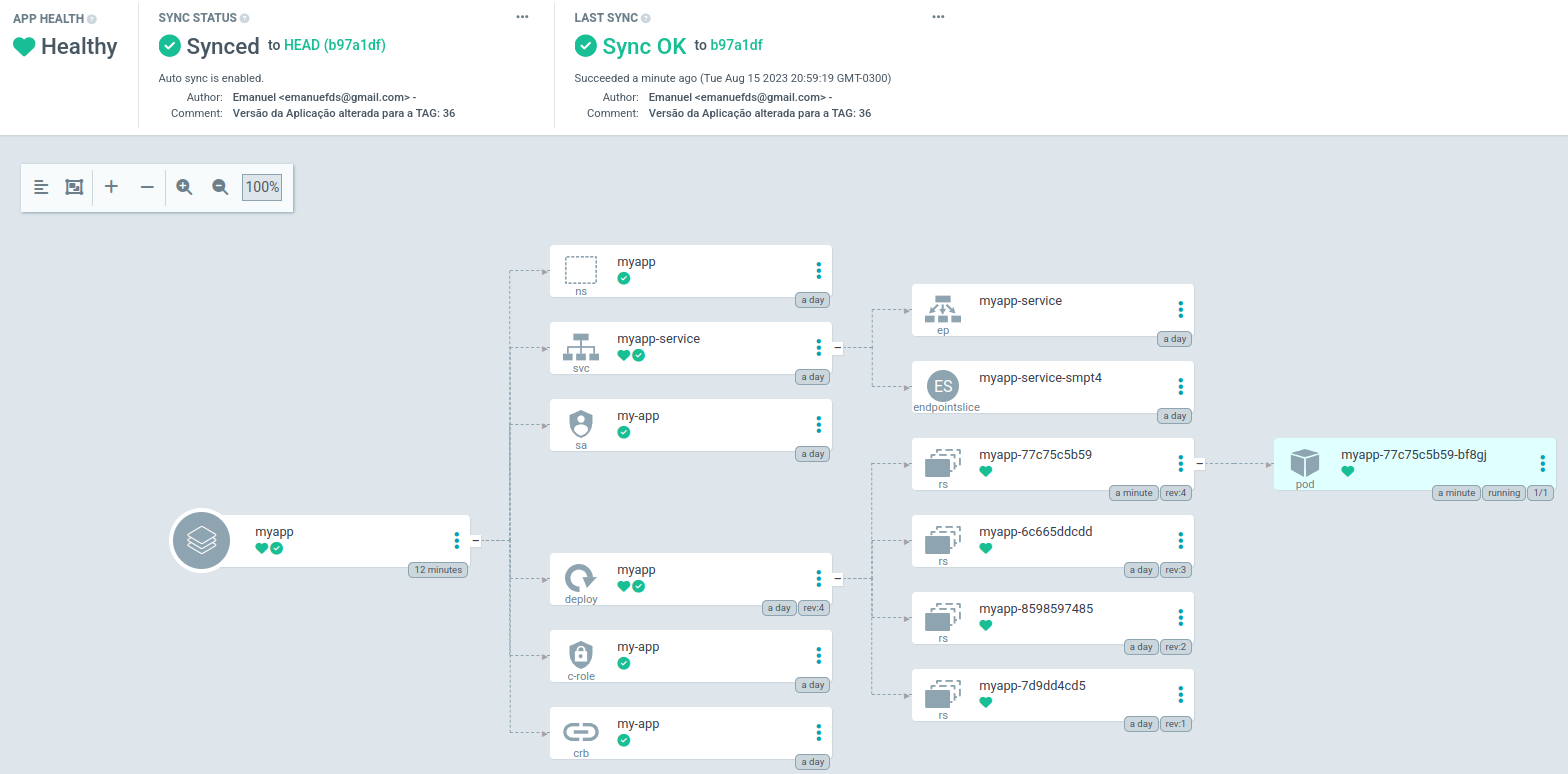 APP HEALTH
Healthy
SYNC STATUS
Synced to HEAD (b97a1df)
Auto sync is enabled.
Author: Emanuel <emanuefds@gmail.com> -
Comment: Versão da Aplicação alterada para a TAG: 36
LAST SYNC
Sync OK to b97a1df
Succeeded a minute ago (Tue Aug 15 2023 20:59:19 GMT-0300)
Author: Emanuel <emanuefds@gmail.com> -
Comment: Versão da Aplicação alterada para a TAG: 36
100%
myapp
12 minutes
myapp
ns
a day
myapp-service
svc
a day
my-app
sa
a day
myapp
deploy
a day rev:4
my-app
c-role
a day
my-app
crb
a day
myapp-service
ep
a day
ES
myapp-service-smpt4
endpointslice
a day
myapp-77c75c5b59
rs
a minute rev:4
myapp-6c665ddcdd
rs
a day rev:3
myapp-8598597485
rs
a day rev:2
myapp-7d9dd4cd5
rs
a day rev:1
myapp-77c75c5b59-bf8gj
pod
a minute running 1/1